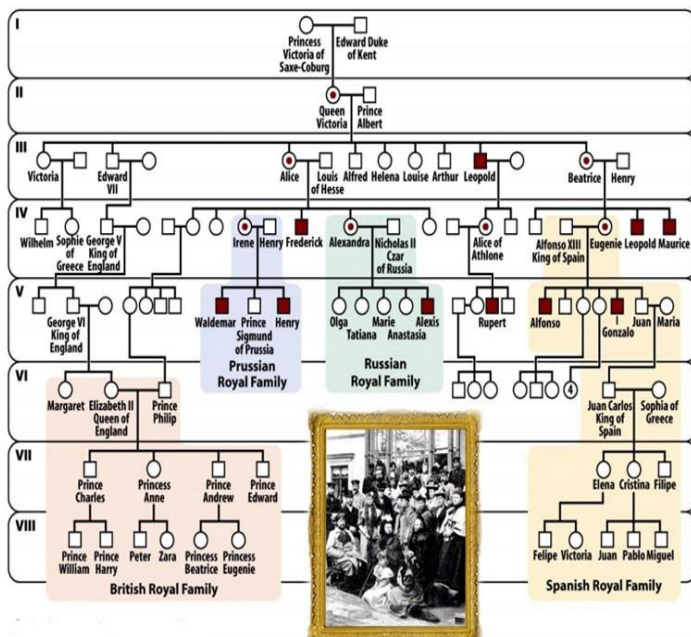 I
Princess
Victoria of
Saxe-Coburg
Edward Duke
of Kent
II
Queen
Victoria
Prince
Albert
III
Victoria
Edward
VII
Alice
Louis
of Hesse
Alfred
Helena
Louise
Arthur
Leopold
Beatrice
Henry
IV
Wilhelm
Sophie
of
Greece
George V
King of
England
Irene
Henry
Frederick
Alexandra
Nicholas II
Czar
of Russia
Alice of
Athlone
Alfonso XIII
King of Spain
Eugenie
Leopold
Maurice
V
George VI
King of
England
Waldemar
Prince
Sigmund
of Prussia
Henry
Prussian
Royal Family
Olga
Tatiana
Marie
Anastasia
Alexis
Russian
Royal Family
Rupert
Alfonso
I
Gonzalo
Juan
Maria
VI
Margaret
Elizabeth II
Queen of
England
Prince
Philip
4
Juan Carlos
King of
Spain
Sophia of
Greece
VII
Prince
Charles
Princess
Anne
Prince
Andrew
Prince
Edward
Elena
Cristina
Filipe
VIII
Prince
William
Prince
Harry
Peter
Zara
Princess
Beatrice
Princess
Eugenie
British Royal Family
Felipe
Victoria
Juan
Pablo
Miguel
Spanish Royal Family